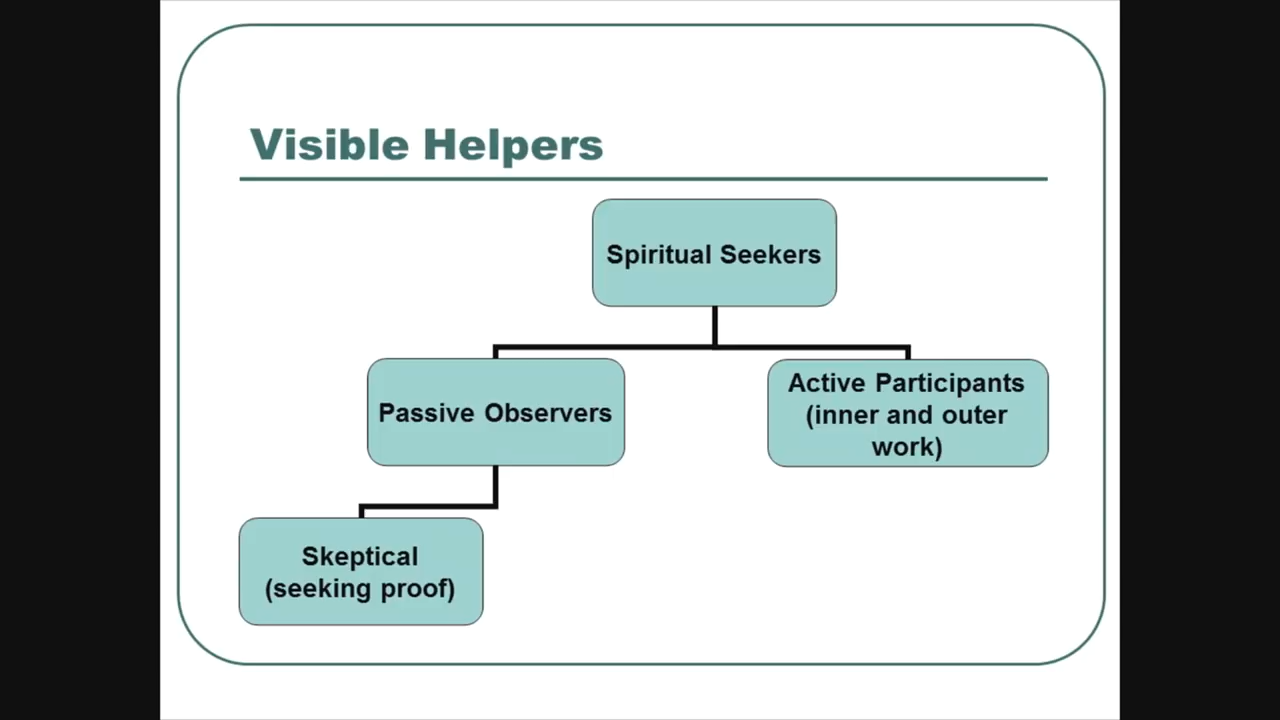 Visible Helpers
Spiritual Seekers
Passive Observers
Active Participants
(inner and outer
work)
Skeptical
(seeking proof)